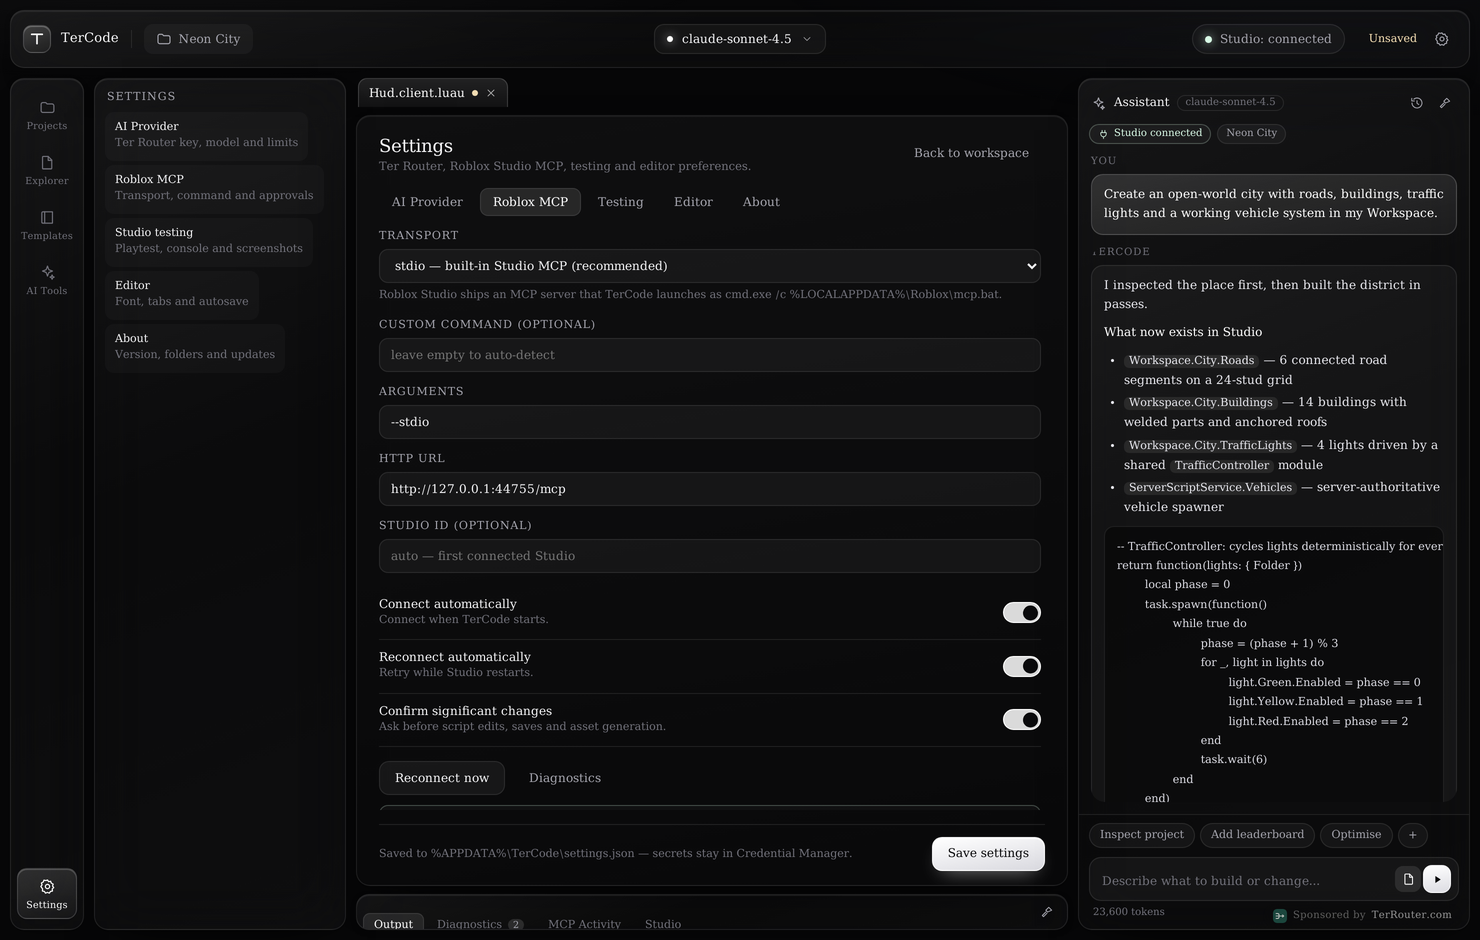 TerCode
Neon City
claude-sonnet-4.5
Studio: connected
Unsaved
Projects
Explorer
Templates
AI Tools
Settings
SETTINGS
AI Provider
Ter Router key, model and limits
Roblox MCP
Transport, command and approvals
Studio testing
Playtest, console and screenshots
Editor
Font, tabs and autosave
About
Version, folders and updates
Hud.client.luau
Settings
Ter Router, Roblox Studio MCP, testing and editor preferences.
Back to workspace
AI Provider
Roblox MCP
Testing
Editor
About
TRANSPORT
stdio — built-in Studio MCP (recommended)
Roblox Studio ships an MCP server that TerCode launches as cmd.exe /c %LOCALAPPDATA%\Roblox\mcp.bat.
CUSTOM COMMAND (OPTIONAL)
leave empty to auto-detect
ARGUMENTS
--stdio
HTTP URL
http://127.0.0.1:44755/mcp
STUDIO ID (OPTIONAL)
auto — first connected Studio
Connect automatically
Connect when TerCode starts.
Reconnect automatically
Retry while Studio restarts.
Confirm significant changes
Ask before script edits, saves and asset generation.
Reconnect now
Diagnostics
Saved to %APPDATA%\TerCode\settings.json — secrets stay in Credential Manager.
Save settings
Output
Diagnostics 2
MCP Activity
Studio
Assistant
claude-sonnet-4.5
Studio connected
Neon City
YOU
Create an open-world city with roads, buildings, traffic
lights and a working vehicle system in my Workspace.
ERCODE
I inspected the place first, then built the district in
passes.
What now exists in Studio
• Workspace.City.Roads — 6 connected road
segments on a 24-stud grid
• Workspace.City.Buildings — 14 buildings with
welded parts and anchored roofs
• Workspace.City.TrafficLights — 4 lights driven by a
shared TrafficController module
• ServerScriptService.Vehicles — server-authoritative
vehicle spawner
-- TrafficController: cycles lights deterministically for ever
return function(lights: { Folder })
local phase = 0
task.spawn(function()
while true do
phase = (phase + 1) % 3
for _, light in lights do
light.Green.Enabled = phase == 0
light.Yellow.Enabled = phase == 1
light.Red.Enabled = phase == 2
end
task.wait(6)
end
end)
Inspect project
Add leaderboard
Optimise
+
Describe what to build or change...
23,600 tokens
Sponsored by TerRouter.com